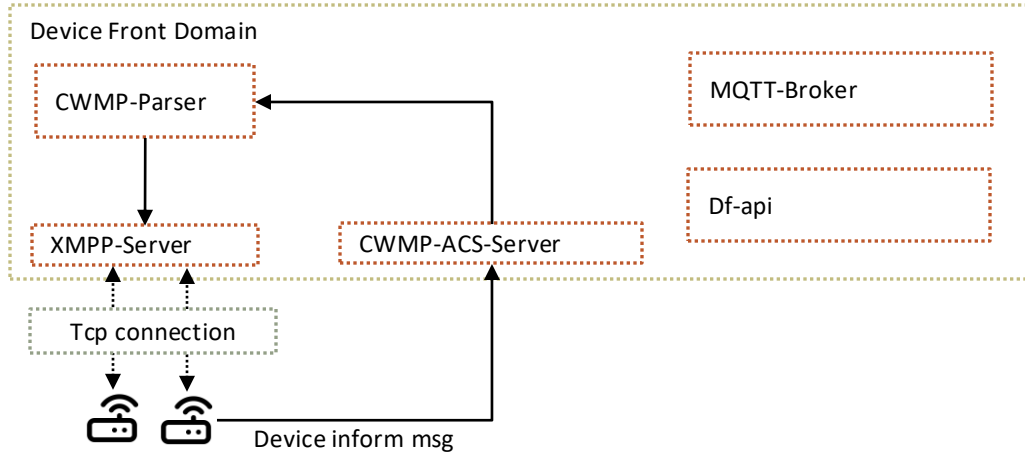 Device Front Domain
CWMP-Parser
MQTT-Broker
Df-api
XMPP-Server
CWMP-ACS-Server
Tcp connection
Device inform msg